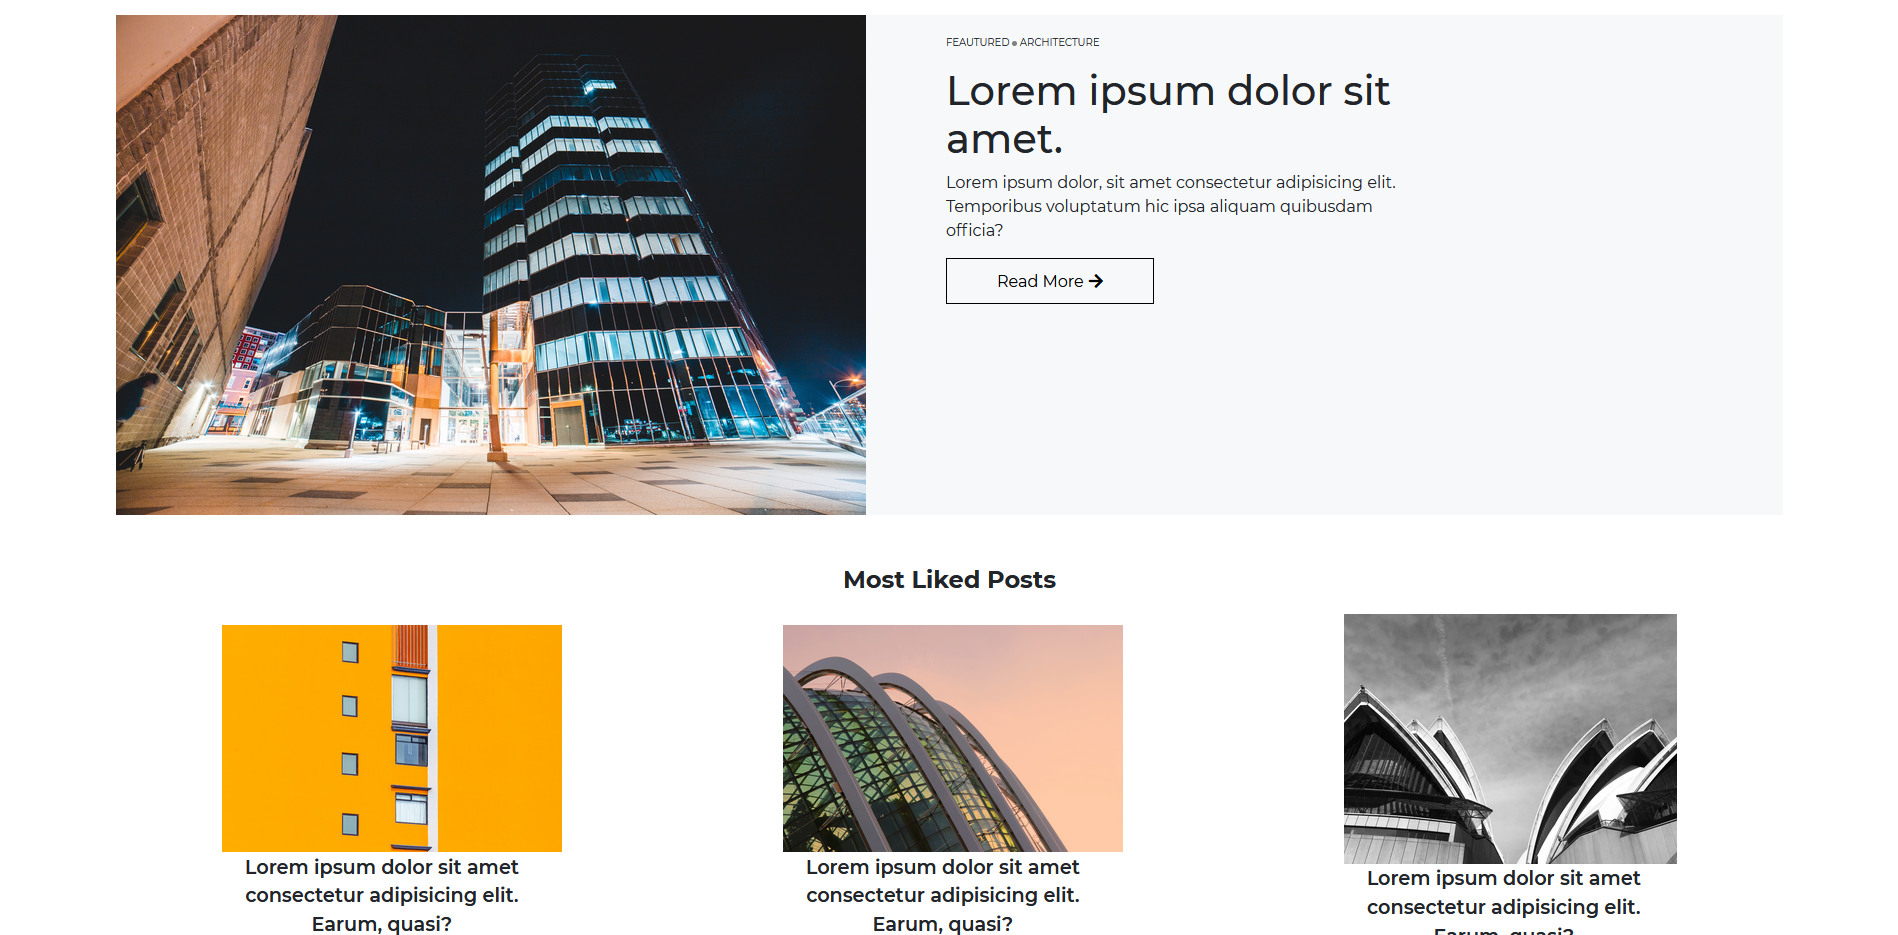 FEAUTURED ● ARCHITECTURE
Lorem ipsum dolor sit
amet.
Lorem ipsum dolor, sit amet consectetur adipisicing elit.
Temporibus voluptatum hic ipsa aliquam quibusdam
officia?
Read More →
Most Liked Posts
Lorem ipsum dolor sit amet
consectetur adipisicing elit.
Earum, quasi?
Lorem ipsum dolor sit amet
consectetur adipisicing elit.
Earum, quasi?
Lorem ipsum dolor sit amet
consectetur adipisicing elit.
Earum, quasi?